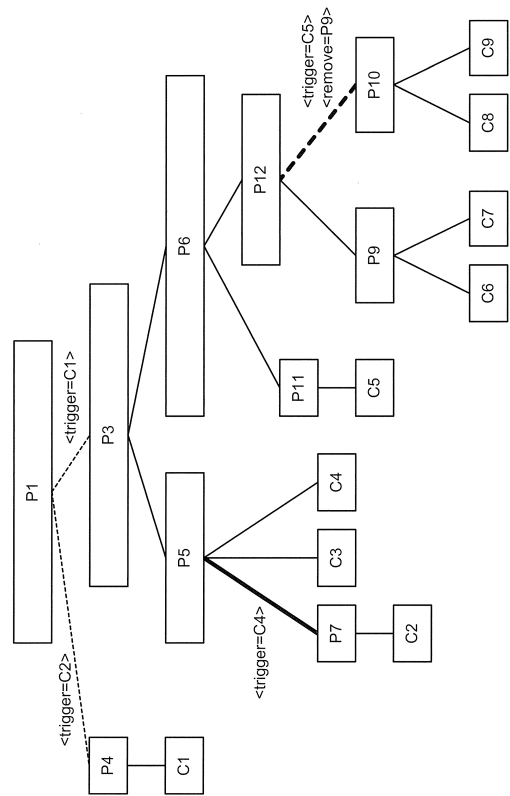 P1
<trigger=C2>
<trigger=C1>
P4
P3
C1
P5
P6
<trigger=C4>
P7
C3
C4
C2
P11
C5
P12
<trigger=C5>
<remove=P9>
P9
P10
C6
C7
C8
C9